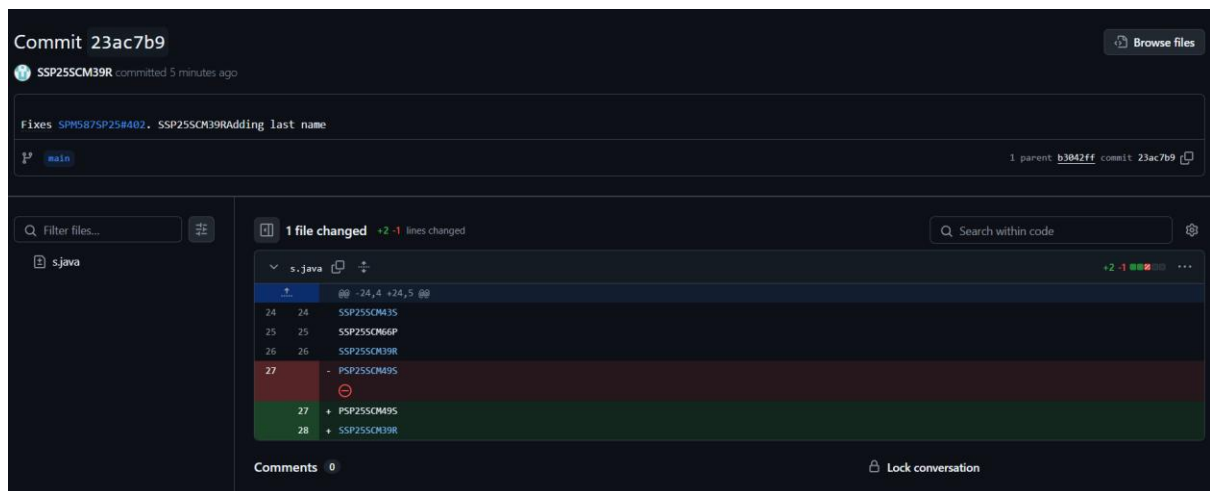 Commit 23ac7b9
Browse files
SSP25SCM39R committed 5 minutes ago
Fixes SPM587SP25#402. SSP25SCM39RAdding last name
main
1 parent b3042ff commit 23ac7b9
Filter files...
1 file changed +2 -1 lines changed
Search within code
s.java
s.java
+2 -1
@@ -24,4 +24,5 @@
24 24 SSP25SCM43S
25 25 SSP25SCM66P
26 26 SSP25SCM39R
27 - PSP25SCM49S
27 + PSP25SCM49S
28 + SSP25SCM39R
Comments 0
Lock conversation